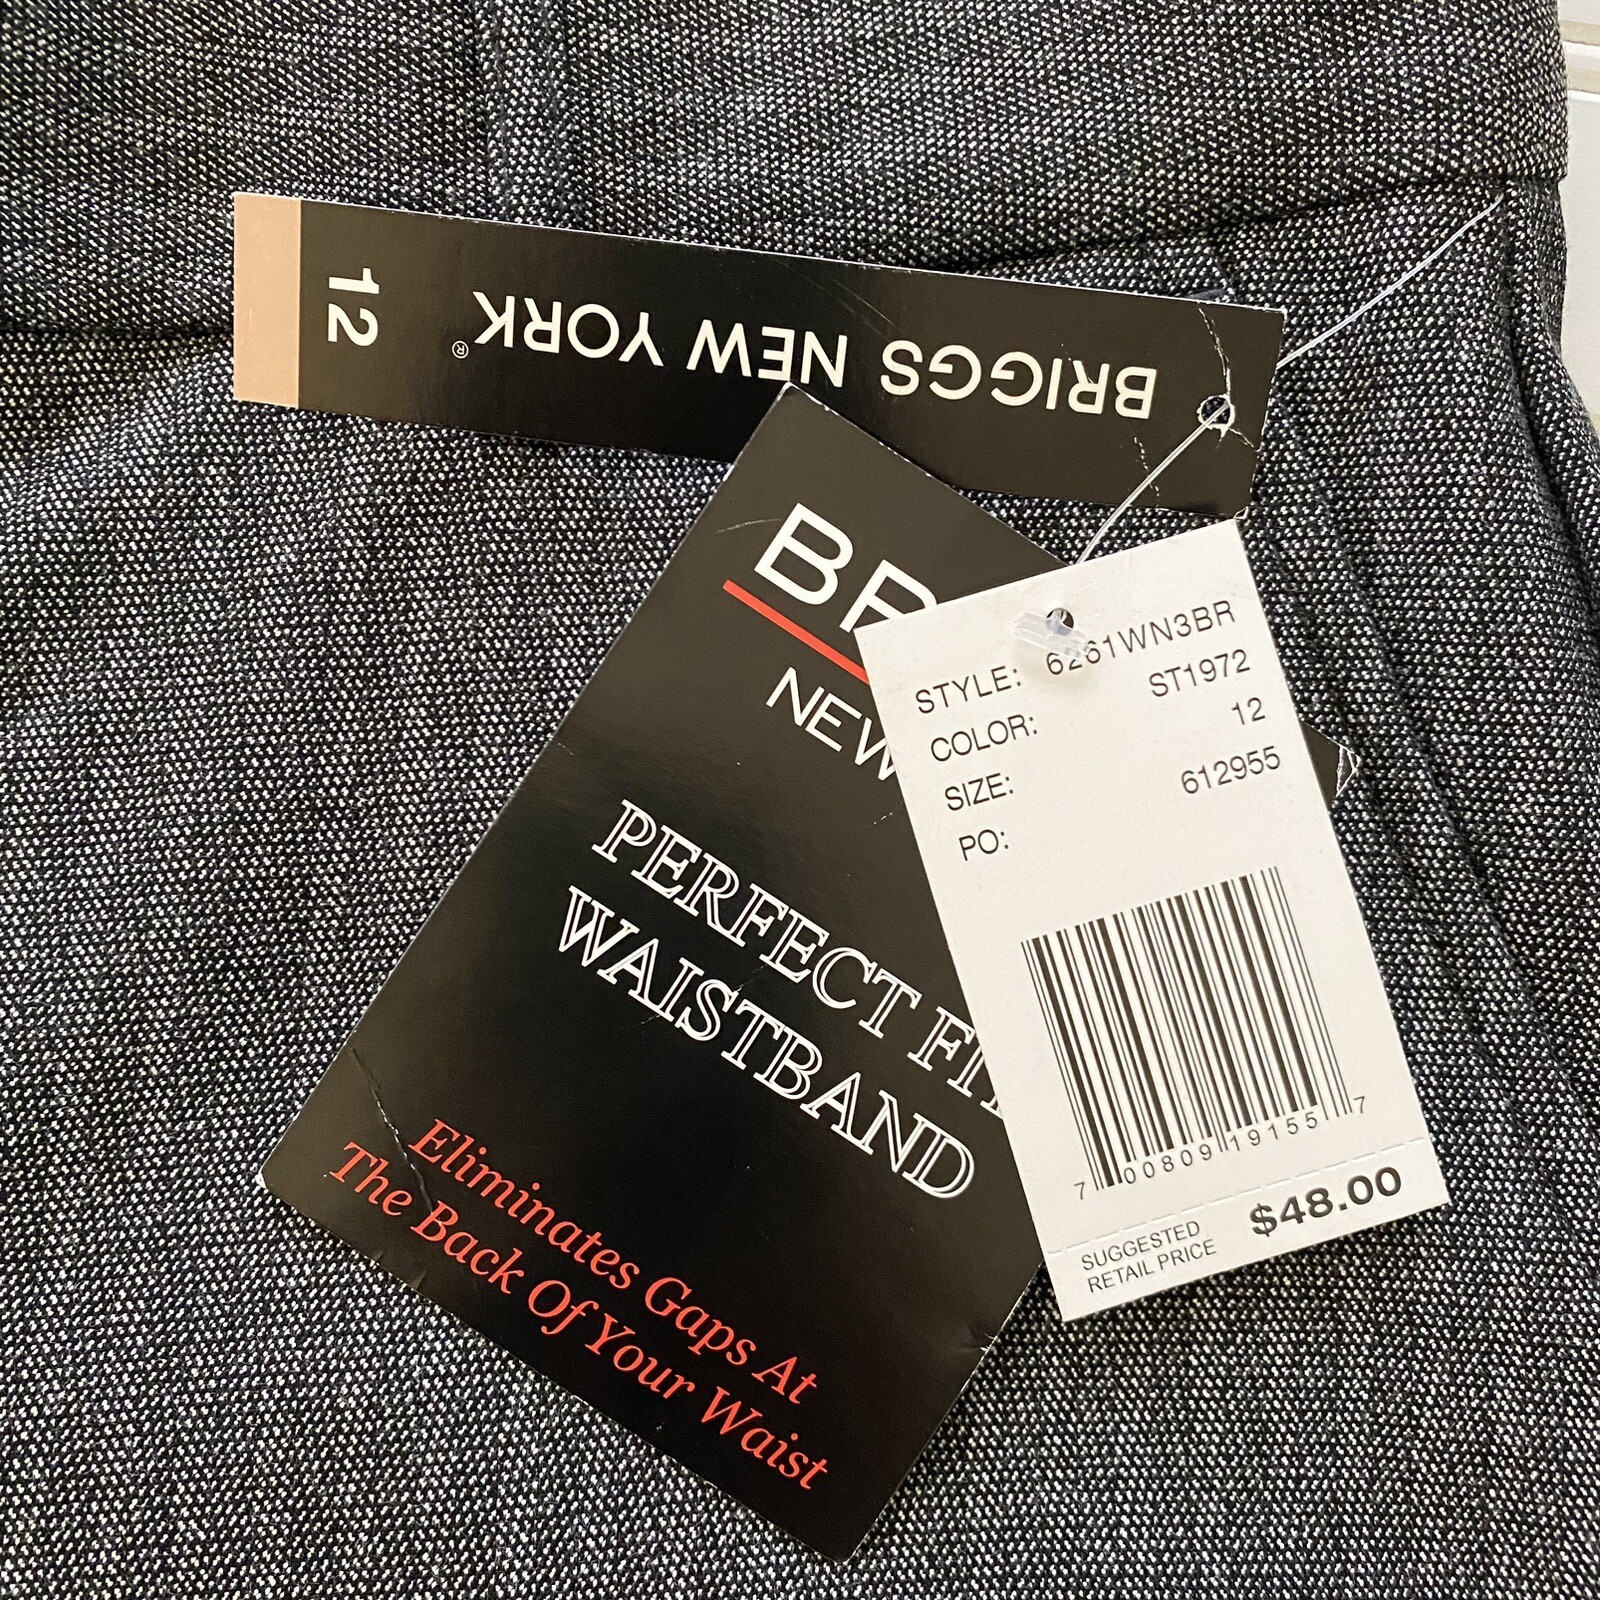 BRIGGS NEW YORK®
12
BR
NEW
PERFECT FIT
WAISTBAND
Eliminates Gaps At
The Back Of Your Waist
STYLE: 6261WN3BR
COLOR: ST1972
SIZE: 12
PO: 612955
7 00809 19155 7
SUGGESTED
RETAIL PRICE
$48.00